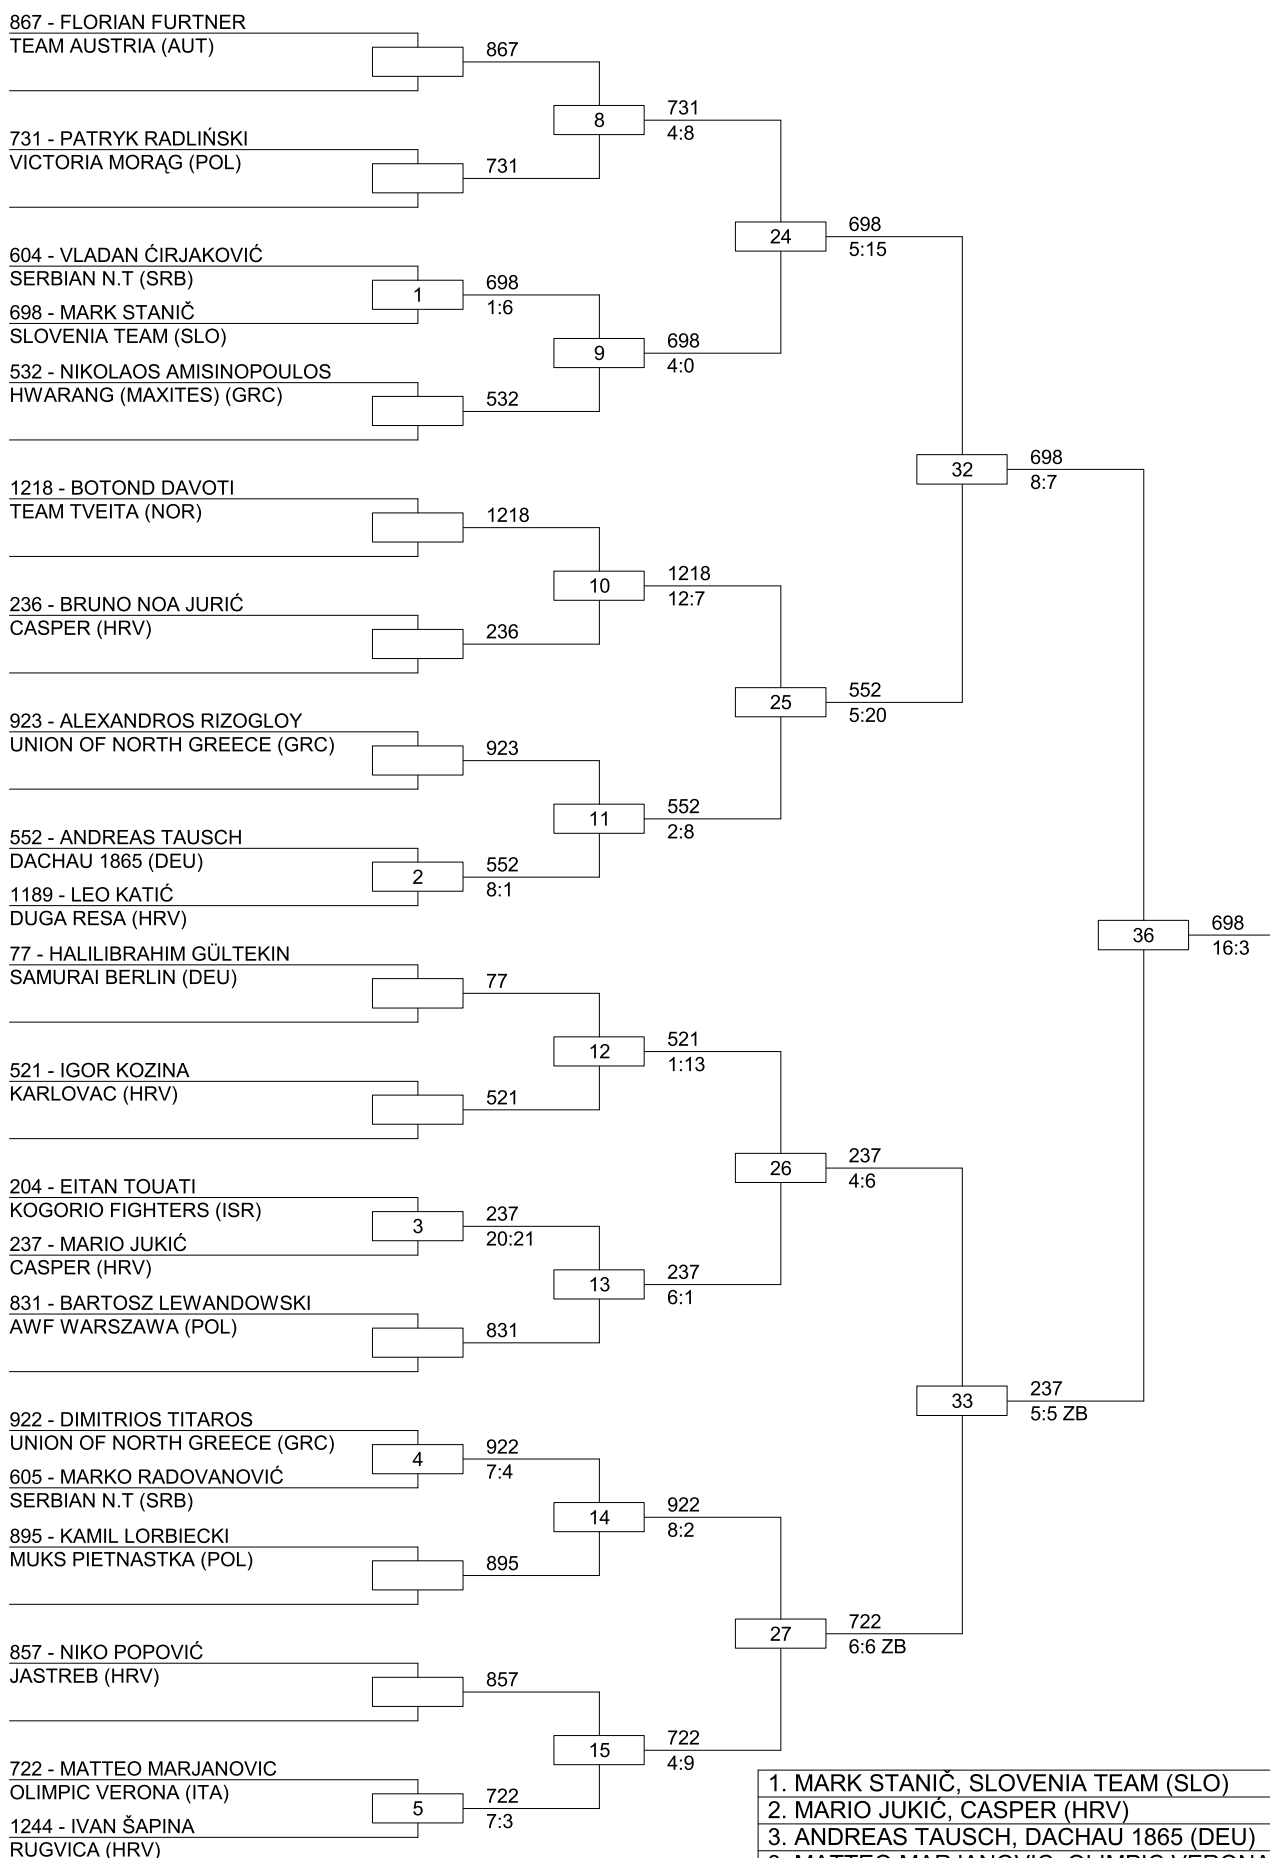 867 - FLORIAN FURTNER
TEAM AUSTRIA (AUT)
867
8
731
4:8
731 - PATRYK RADLIŃSKI
VICTORIA MORĄG (POL)
731
24
698
5:15
604 - VLADAN ĆIRJAKOVIĆ
SERBIAN N.T (SRB)
1
698
1:6
698 - MARK STANIČ
SLOVENIA TEAM (SLO)
9
698
4:0
532 - NIKOLAOS AMISINOPOULOS
HWARANG (MAXITES) (GRC)
532
32
698
8:7
1218 - BOTOND DAVOTI
TEAM TVEITA (NOR)
1218
10
1218
12:7
236 - BRUNO NOA JURIĆ
CASPER (HRV)
236
25
552
5:20
923 - ALEXANDROS RIZOGLOY
UNION OF NORTH GREECE (GRC)
923
11
552
2:8
552 - ANDREAS TAUSCH
DACHAU 1865 (DEU)
2
552
8:1
1189 - LEO KATIĆ
DUGA RESA (HRV)
36
698
16:3
77 - HALILIBRAHIM GÜLTEKIN
SAMURAI BERLIN (DEU)
77
12
521
1:13
521 - IGOR KOZINA
KARLOVAC (HRV)
521
26
237
4:6
204 - EITAN TOUATI
KOGORIO FIGHTERS (ISR)
3
237
20:21
237 - MARIO JUKIĆ
CASPER (HRV)
13
237
6:1
831 - BARTOSZ LEWANDOWSKI
AWF WARSZAWA (POL)
831
33
237
5:5 ZB
922 - DIMITRIOS TITAROS
UNION OF NORTH GREECE (GRC)
4
922
7:4
605 - MARKO RADOVANOVIĆ
SERBIAN N.T (SRB)
14
922
8:2
895 - KAMIL LORBIECKI
MUKS PIETNASTKA (POL)
895
27
722
6:6 ZB
857 - NIKO POPOVIĆ
JASTREB (HRV)
857
15
722
4:9
722 - MATTEO MARJANOVIC
OLIMPIC VERONA (ITA)
5
722
7:3
1244 - IVAN ŠAPINA
RUGVICA (HRV)
1. MARK STANIČ, SLOVENIA TEAM (SLO)
2. MARIO JUKIĆ, CASPER (HRV)
3. ANDREAS TAUSCH, DACHAU 1865 (DEU)
3. MATTEO MARJANOVIC, OLIMPIC VERONA